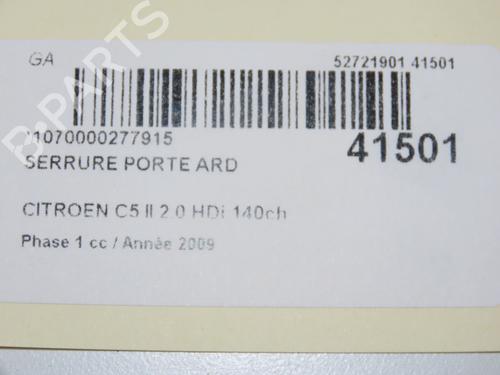 GA
52721901 41501
11070000277915
41501
SERRURE PORTE ARD
CITROEN C5 II 2.0 HDi 140ch
Phase 1 cc / Année 2009
B-PARTS